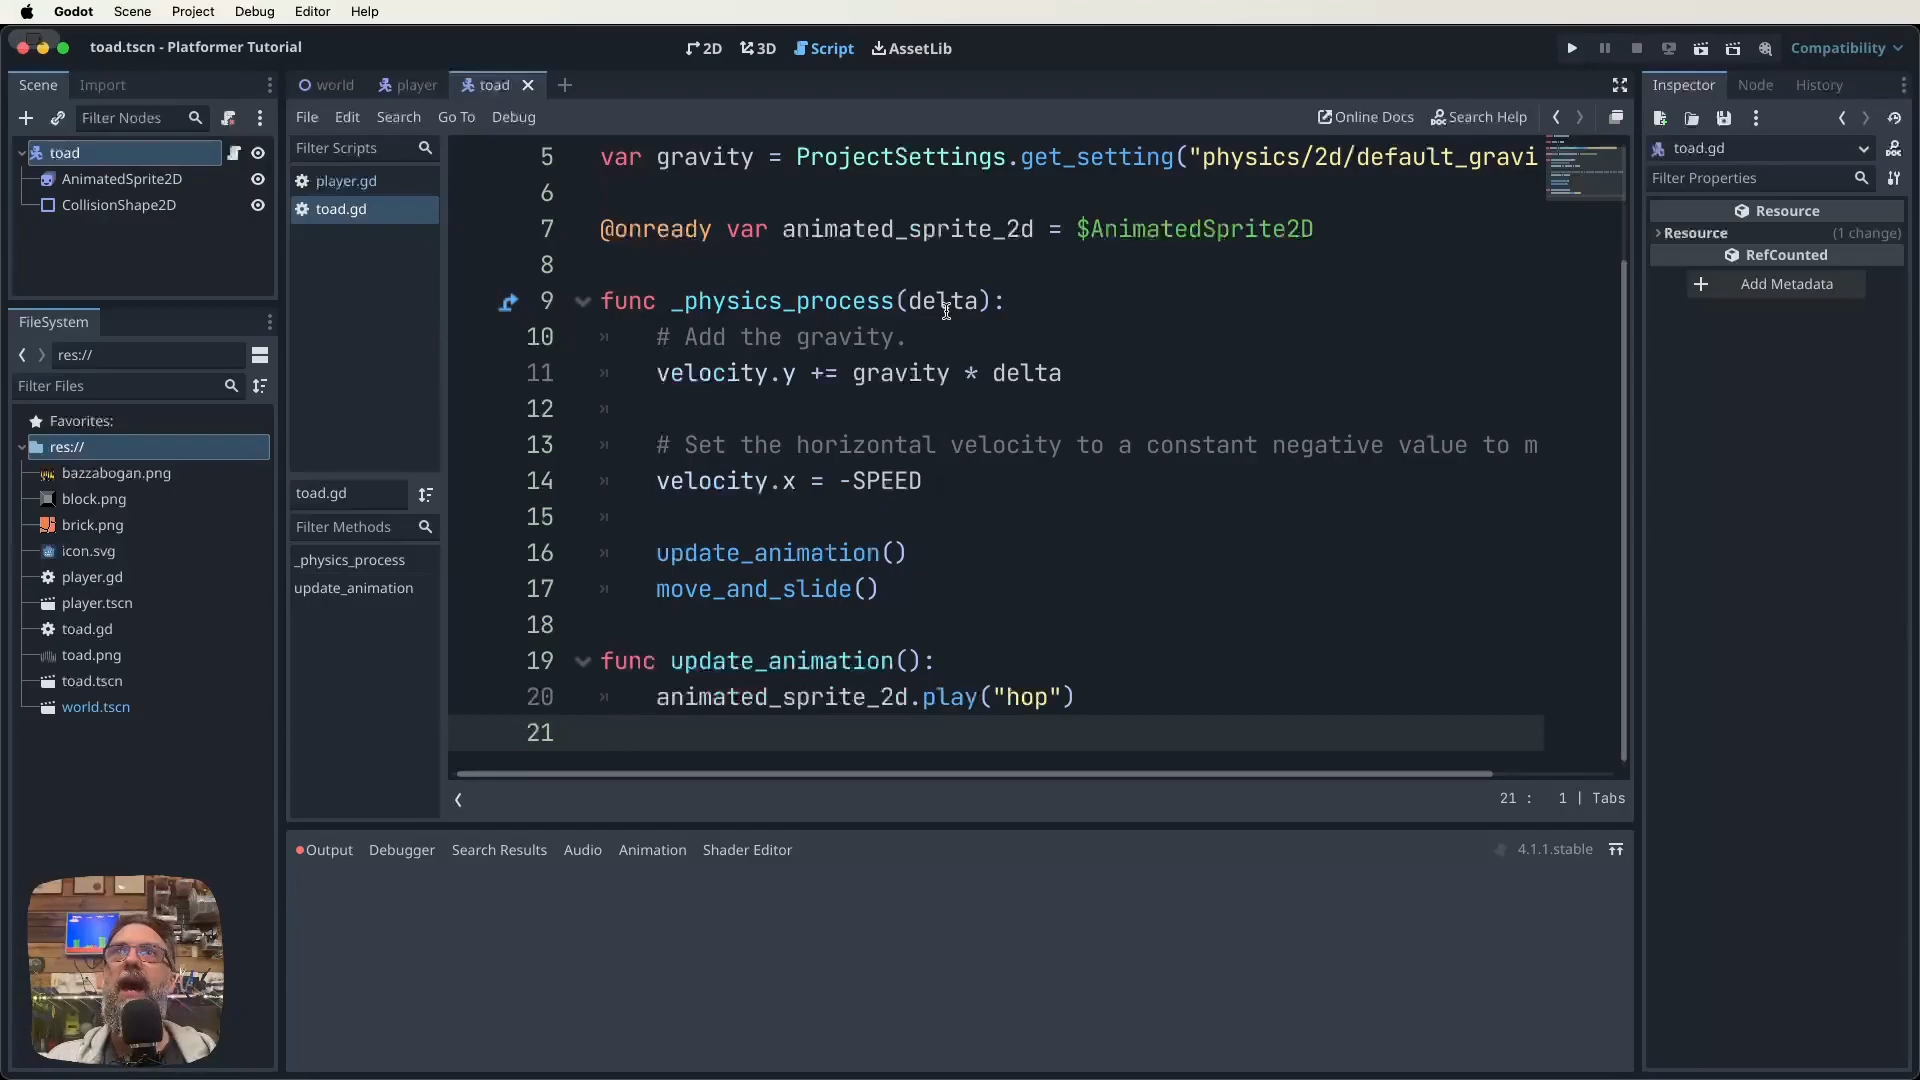 Godot Scene Project Debug Editor Help
toad.tscn - Platformer Tutorial
2D 3D Script AssetLib
Compatibility
Scene Import
Filter Nodes
toad
AnimatedSprite2D
CollisionShape2D
FileSystem
res://
Filter Files
Favorites:
res://
bazzabogan.png
block.png
brick.png
icon.svg
player.gd
player.tscn
toad.gd
toad.png
toad.tscn
world.tscn
world player toad
File Edit Search Go To Debug
Online Docs Search Help
Filter Scripts
player.gd
toad.gd
toad.gd
Filter Methods
_physics_process
update_animation
5 var gravity = ProjectSettings.get_setting("physics/2d/default_gravi
6
7 @onready var animated_sprite_2d = $AnimatedSprite2D
8
9 func _physics_process(delta):
10 # Add the gravity.
11 velocity.y += gravity * delta
12
13 # Set the horizontal velocity to a constant negative value to m
14 velocity.x = -SPEED
15
16 update_animation()
17 move_and_slide()
18
19 func update_animation():
20 animated_sprite_2d.play("hop")
21
21 : 1 | Tabs
Output Debugger Search Results Audio Animation Shader Editor
4.1.1.stable
Inspector Node History
toad.gd
Filter Properties
Resource
Resource (1 change)
RefCounted
Add Metadata